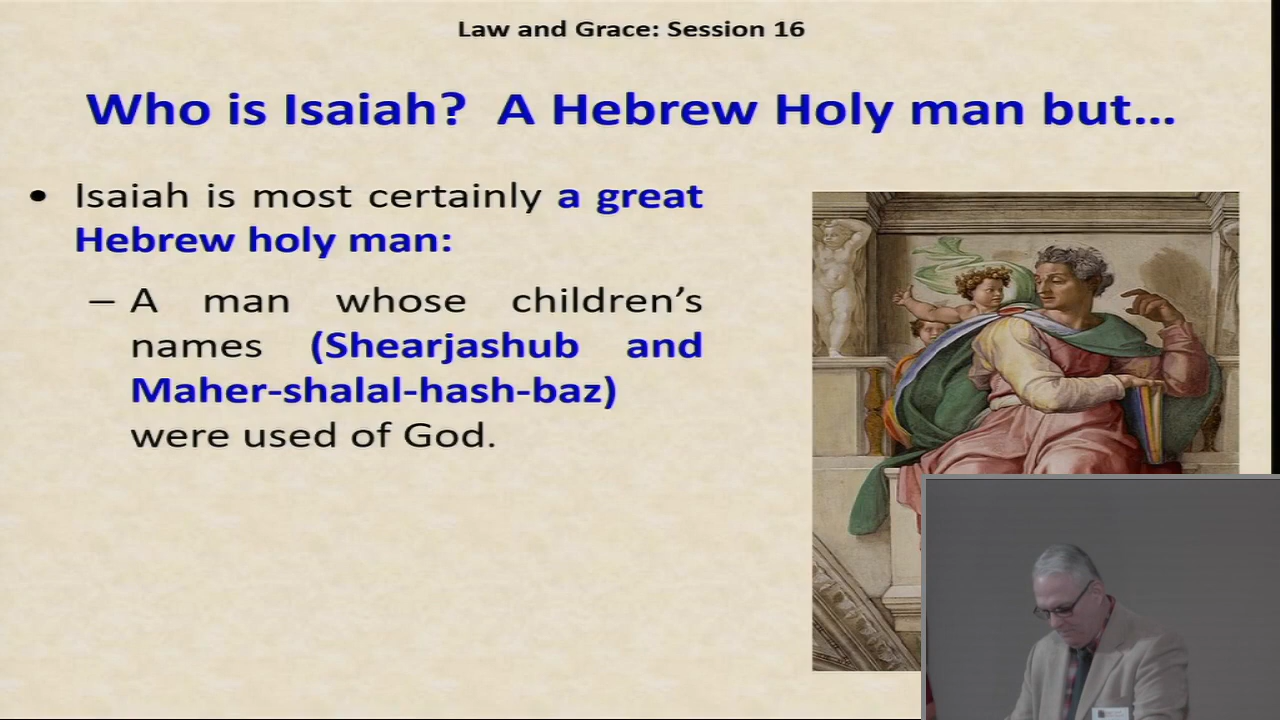 Law and Grace: Session 16
Who is Isaiah? A Hebrew Holy man but...
• Isaiah is most certainly a great
Hebrew holy man:
– A man whose children's
names (Shearjashub and
Maher-shalal-hash-baz)
were used of God.